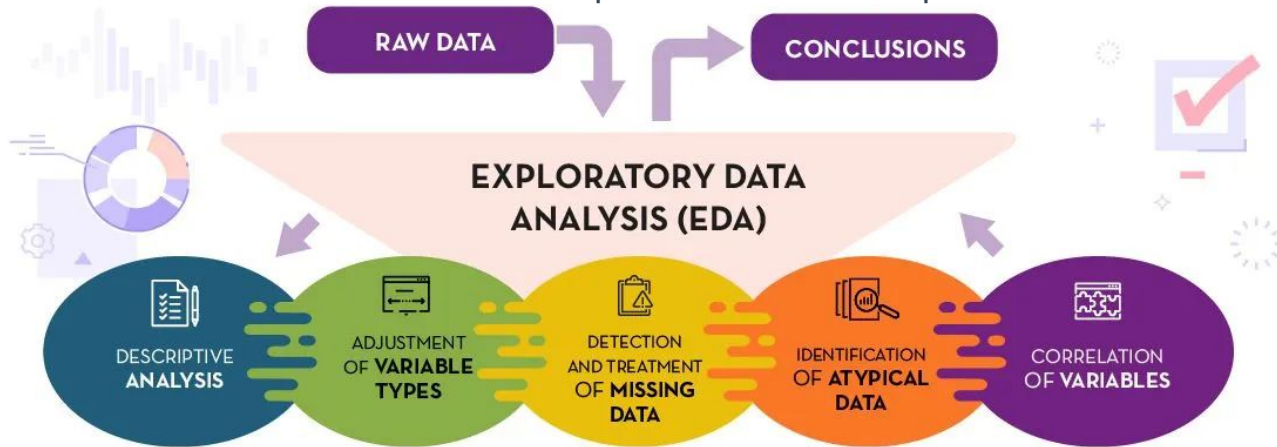 RAW DATA
CONCLUSIONS
EXPLORATORY DATA
ANALYSIS (EDA)
DESCRIPTIVE
ANALYSIS
ADJUSTMENT
OF VARIABLE
TYPES
DETECTION
AND TREATMENT
OF MISSING
DATA
IDENTIFICATION
OF ATYPICAL
DATA
CORRELATION
OF VARIABLES